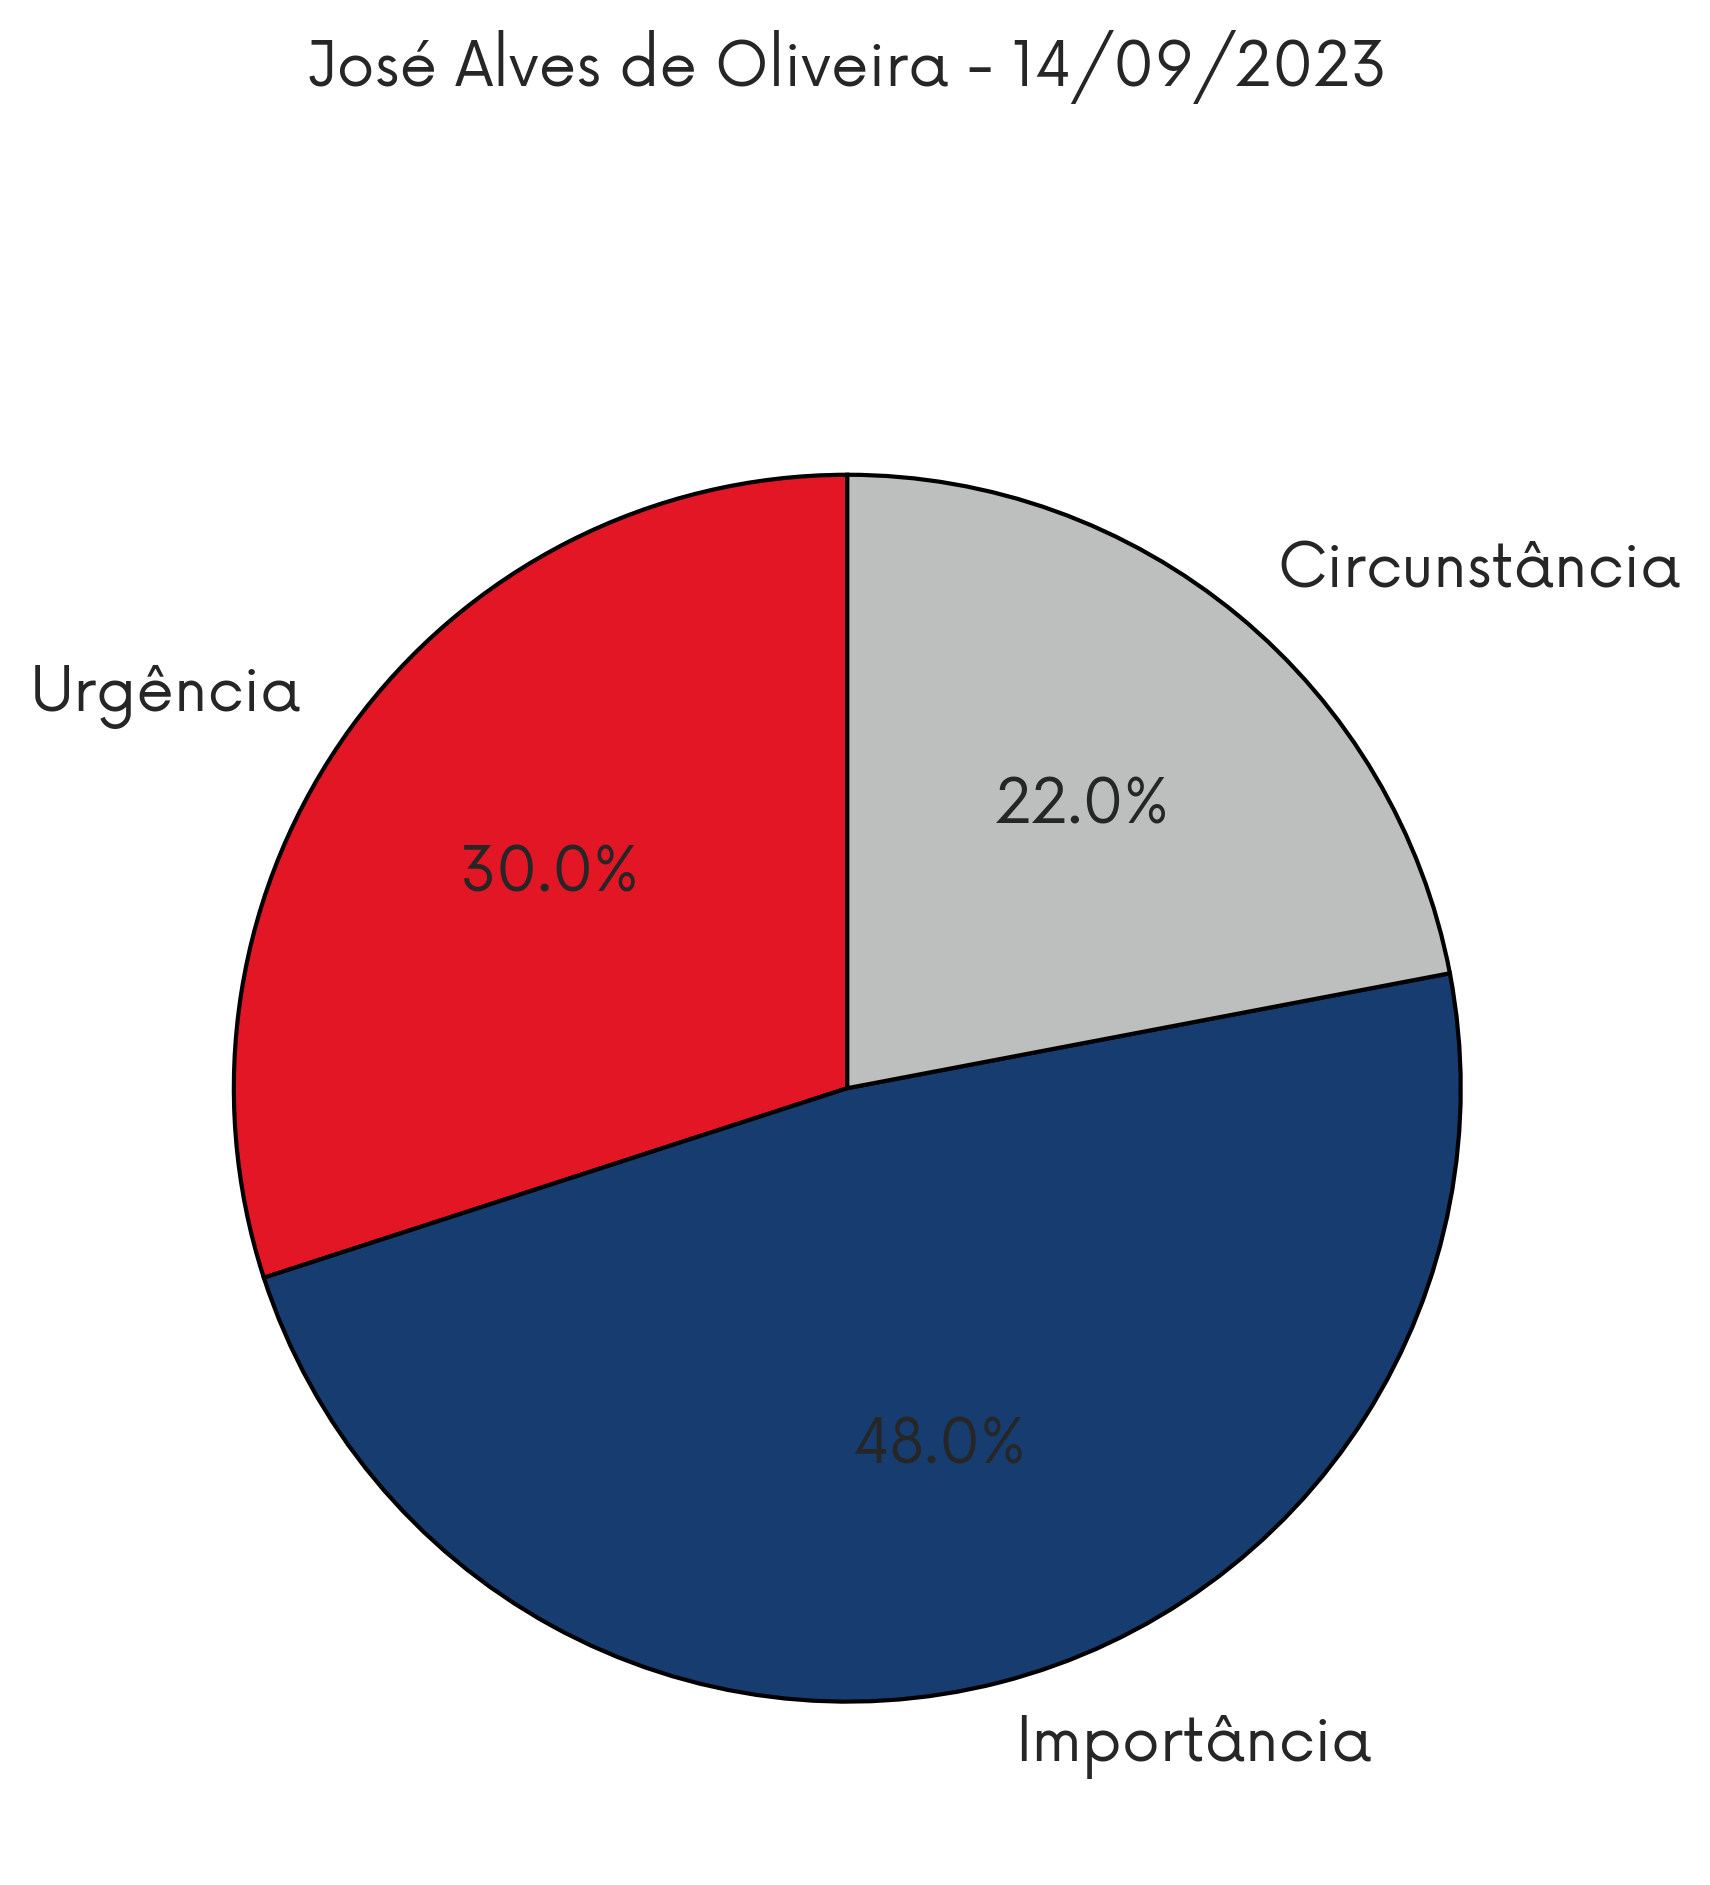 José Alves de Oliveira - 14/09/2023
Circunstância
Urgência
22.0%
30.0%
48.0%
Importância